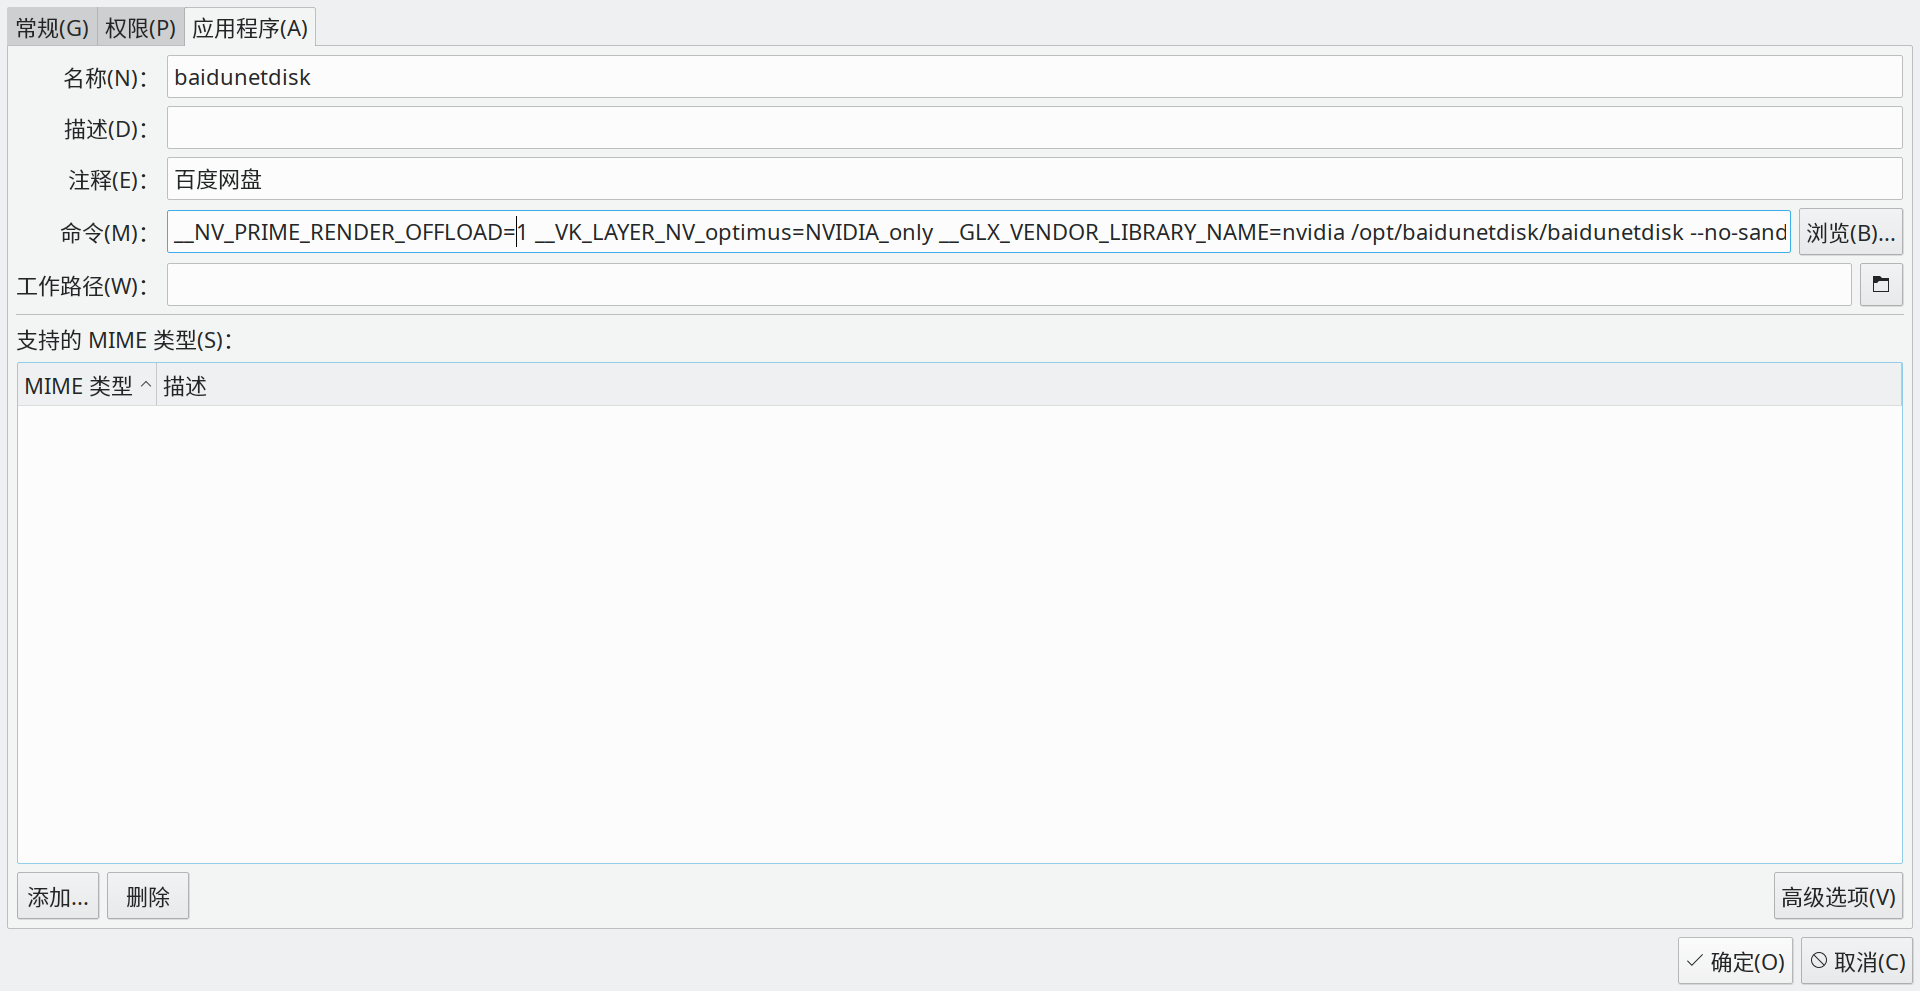 常规(G) 权限(P) 应用程序(A)
名称(N)： baidunetdisk
描述(D)：
注释(E)： 百度网盘
命令(M)： __NV_PRIME_RENDER_OFFLOAD=1 __VK_LAYER_NV_optimus=NVIDIA_only __GLX_VENDOR_LIBRARY_NAME=nvidia /opt/baidunetdisk/baidunetdisk --no-sand 浏览(B)...
工作路径(W)：
支持的 MIME 类型(S)：
MIME 类型 描述
添加... 删除 高级选项(V)
确定(O) 取消(C)